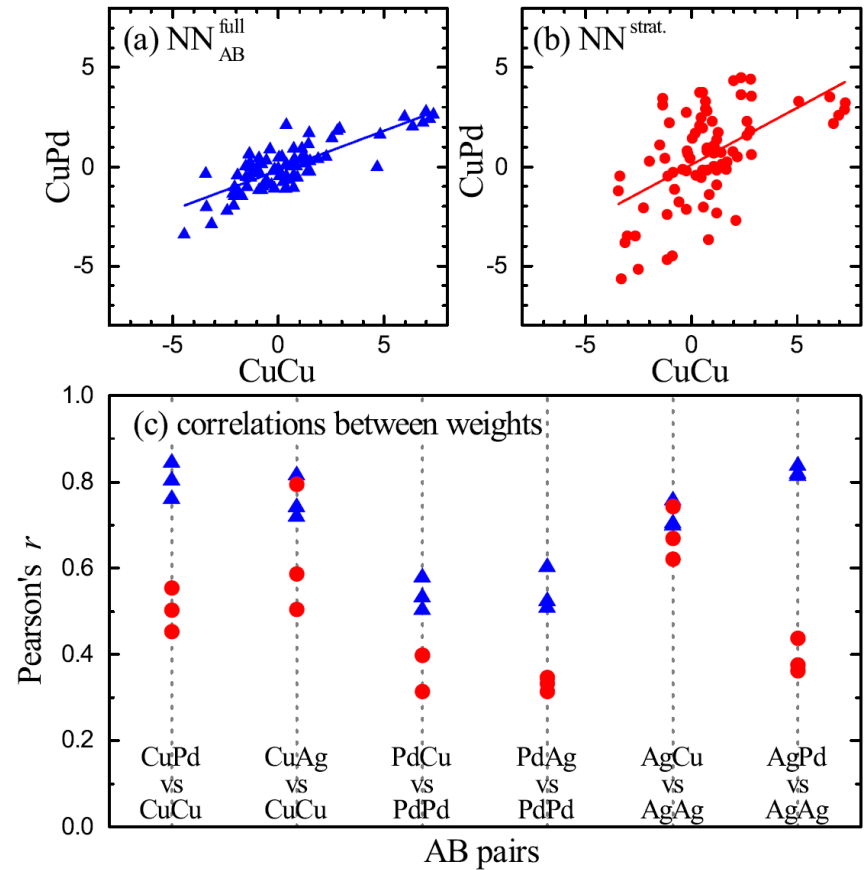 (a) NN full AB
(b) NN strat.
5
0
-5
CuPd
-5 0 5
CuCu
5
0
-5
CuPd
-5 0 5
CuCu
(c) correlations between weights
1.0
0.8
0.6
0.4
0.2
0.0
Pearson's r
CuPd
vs
CuCu
CuAg
vs
CuCu
PdCu
vs
PdPd
PdAg
vs
PdPd
AgCu
vs
AgAg
AgPd
vs
AgAg
AB pairs